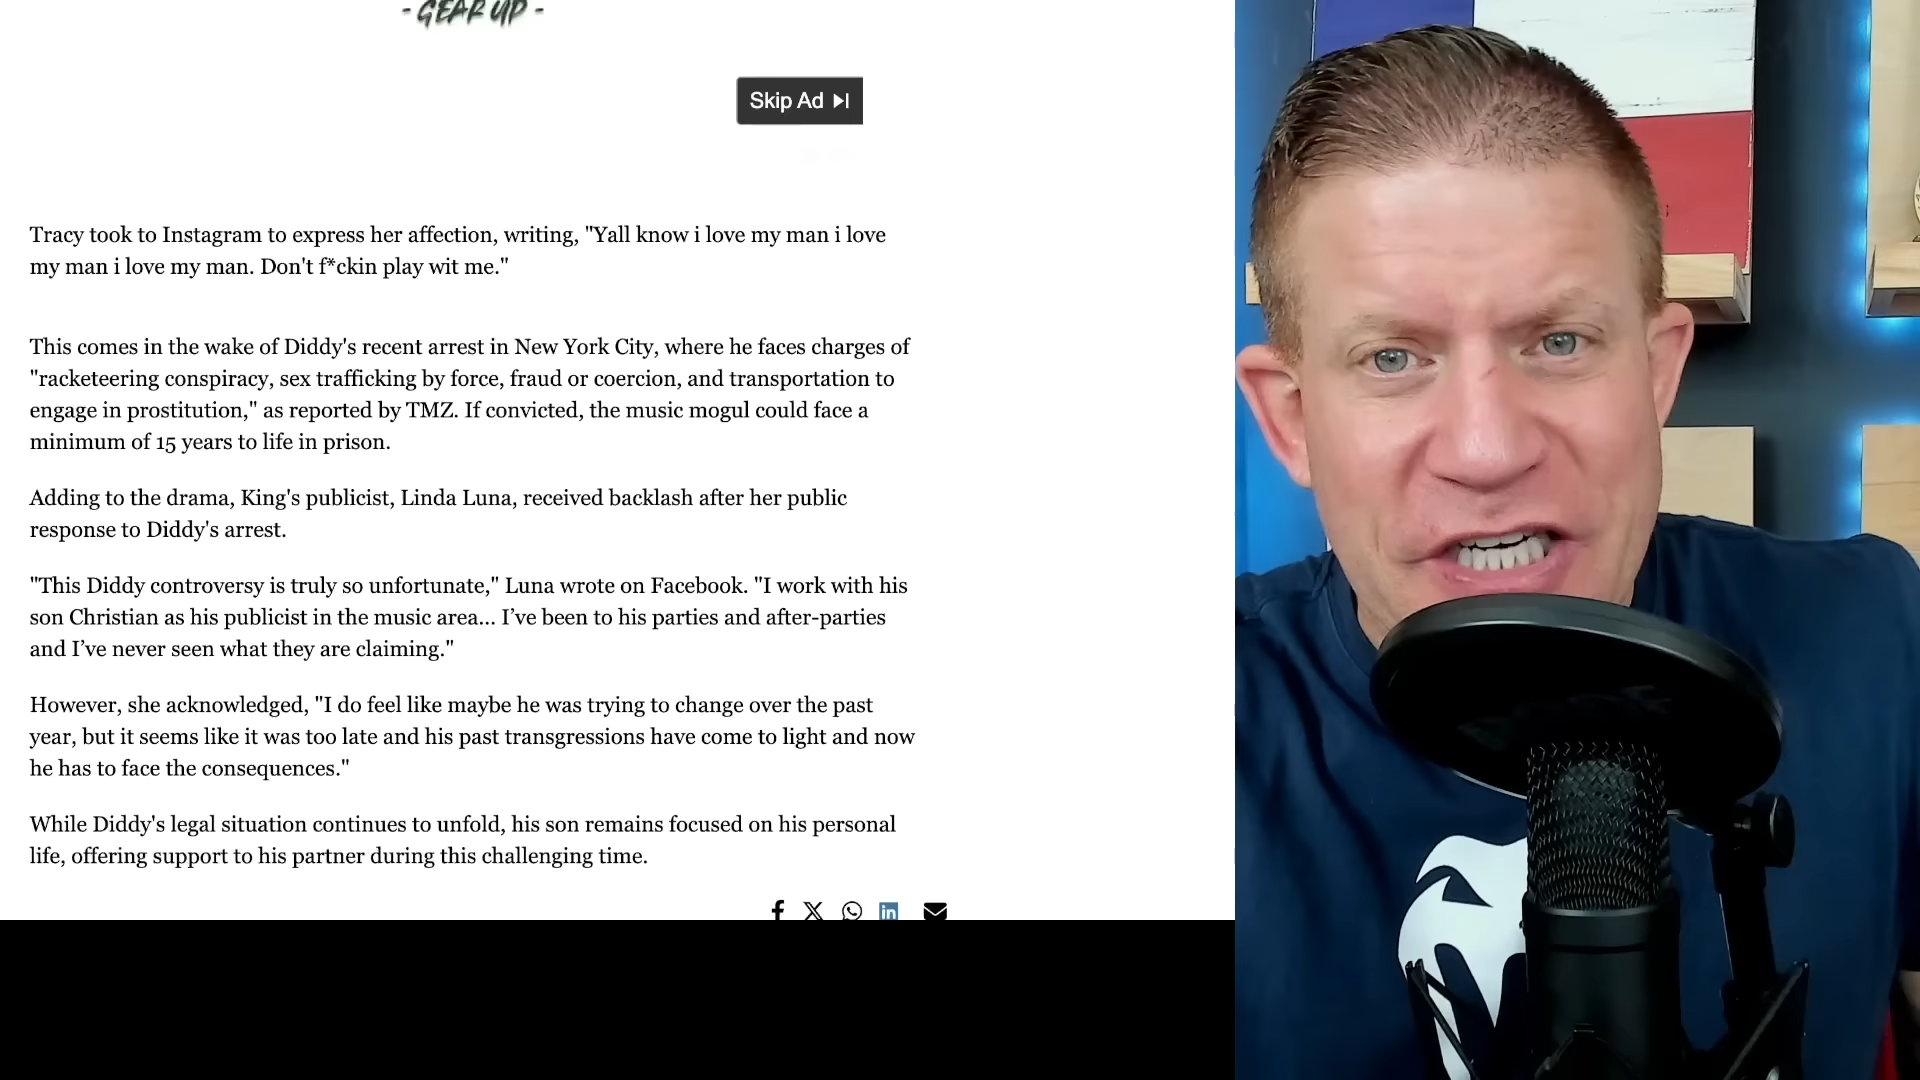 - GEAR UP -
Skip Ad
Tracy took to Instagram to express her affection, writing, "Yall know i love my man i love
my man i love my man. Don't f*ckin play wit me."
This comes in the wake of Diddy's recent arrest in New York City, where he faces charges of
"racketeering conspiracy, sex trafficking by force, fraud or coercion, and transportation to
engage in prostitution," as reported by TMZ. If convicted, the music mogul could face a
minimum of 15 years to life in prison.
Adding to the drama, King's publicist, Linda Luna, received backlash after her public
response to Diddy's arrest.
"This Diddy controversy is truly so unfortunate," Luna wrote on Facebook. "I work with his
son Christian as his publicist in the music area... I’ve been to his parties and after-parties
and I’ve never seen what they are claiming."
However, she acknowledged, "I do feel like maybe he was trying to change over the past
year, but it seems like it was too late and his past transgressions have come to light and now
he has to face the consequences."
While Diddy's legal situation continues to unfold, his son remains focused on his personal
life, offering support to his partner during this challenging time.